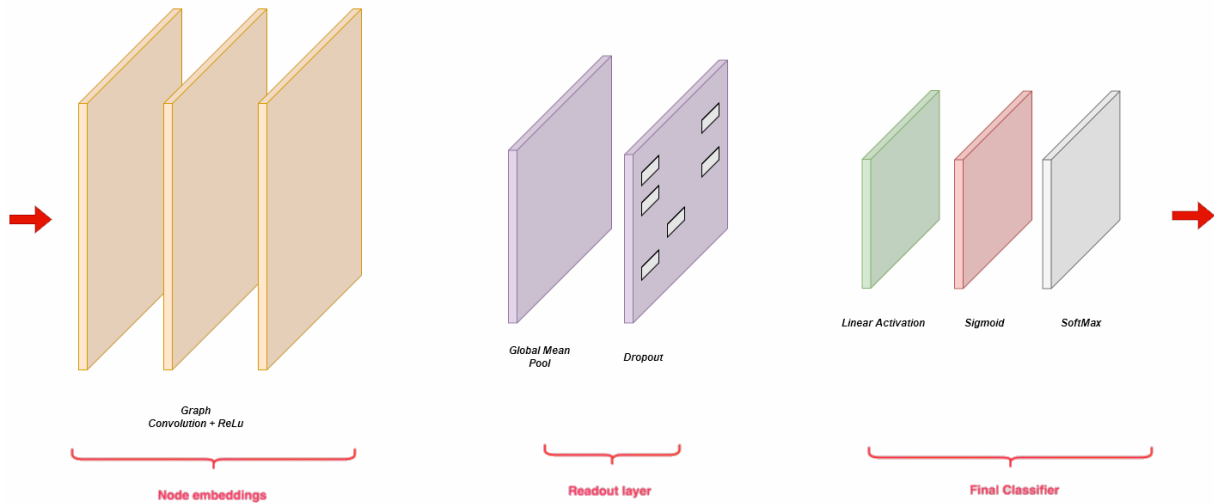 Graph
Convolution + ReLu
Node embeddings
Global Mean
Pool
Dropout
Readout layer
Linear Activation
Sigmoid
SoftMax
Final Classifier